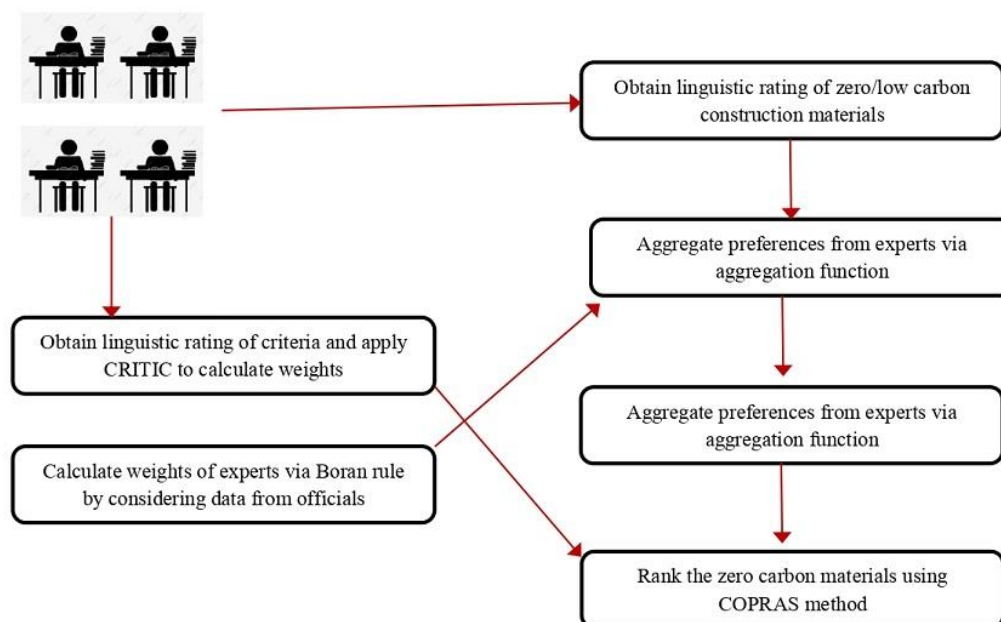 Obtain linguistic rating of zero/low carbon
construction materials
Aggregate preferences from experts via
aggregation function
Obtain linguistic rating of criteria and apply
CRITIC to calculate weights
Aggregate preferences from experts via
aggregation function
Calculate weights of experts via Boran rule
by considering data from officials
Rank the zero carbon materials using
COPRAS method